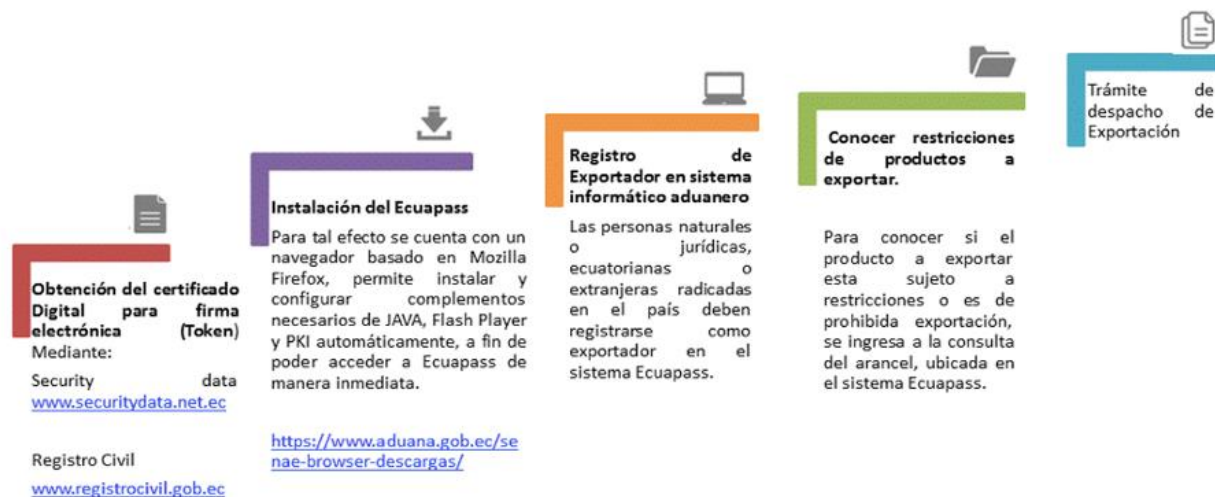 Obtención del certificado
Digital para firma
electrónica (Token)
Mediante:
Security data
www.securitydata.net.ec
Registro Civil
www.registrocivil.gob.ec
Instalación del Ecuapass
Para tal efecto se cuenta con un
navegador basado en Mozilla
Firefox, permite instalar y
configurar complementos
necesarios de JAVA, Flash Player
y PKI automáticamente, a fin de
poder acceder a Ecuapass de
manera inmediata.
https://www.aduana.gob.ec/se
nae-browser-descargas/
Registro de
Exportador en sistema
informático aduanero
Las personas naturales
o jurídicas,
ecuatorianas o
extranjeras radicadas
en el país deben
registrarse como
exportador en el
sistema Ecuapass.
Conocer restricciones
de productos a
exportar.
Para conocer si el
producto a exportar
esta sujeto a
restricciones o es de
prohibida exportación,
se ingresa a la consulta
del arancel, ubicada en
el sistema Ecuapass.
Trámite de
despacho de
Exportación